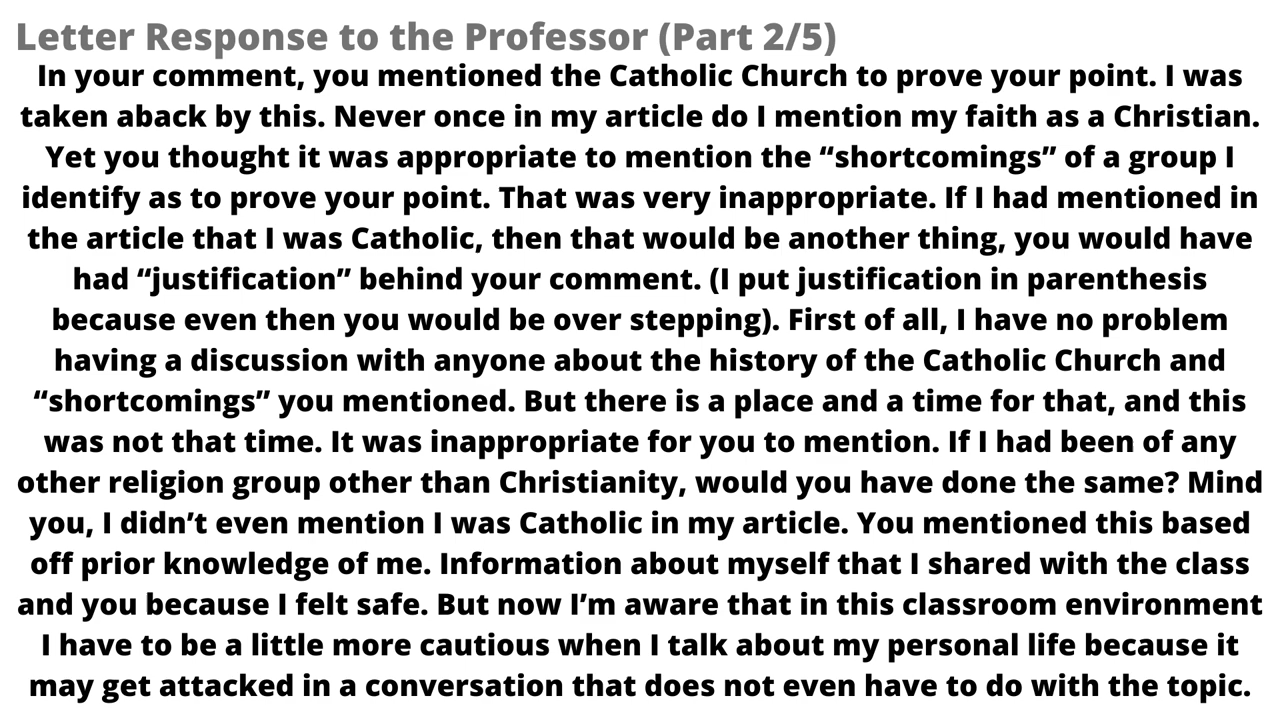 Letter Response to the Professor (Part 2/5)
In your comment, you mentioned the Catholic Church to prove your point. I was
taken aback by this. Never once in my article do I mention my faith as a Christian.
Yet you thought it was appropriate to mention the “shortcomings” of a group I
identify as to prove your point. That was very inappropriate. If I had mentioned in
the article that I was Catholic, then that would be another thing, you would have
had “justification” behind your comment. (I put justification in parenthesis
because even then you would be over stepping). First of all, I have no problem
having a discussion with anyone about the history of the Catholic Church and
“shortcomings” you mentioned. But there is a place and a time for that, and this
was not that time. It was inappropriate for you to mention. If I had been of any
other religion group other than Christianity, would you have done the same? Mind
you, I didn’t even mention I was Catholic in my article. You mentioned this based
off prior knowledge of me. Information about myself that I shared with the class
and you because I felt safe. But now I’m aware that in this classroom environment
I have to be a little more cautious when I talk about my personal life because it
may get attacked in a conversation that does not even have to do with the topic.